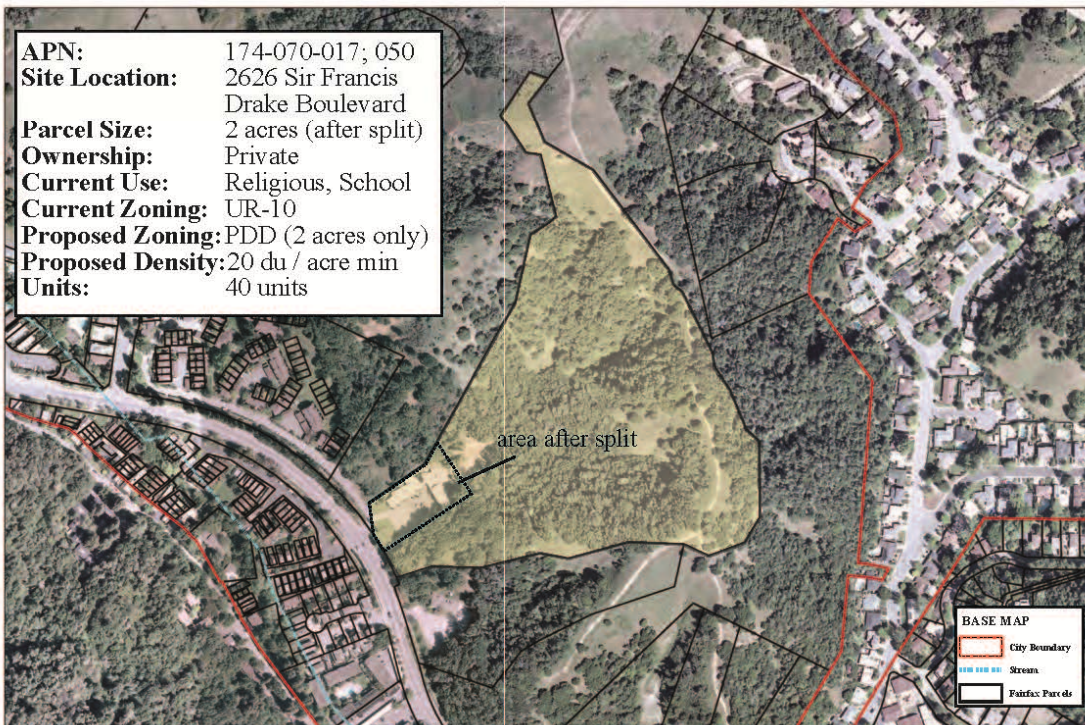 APN: 174-070-017; 050
Site Location: 2626 Sir Francis
Drake Boulevard
Parcel Size: 2 acres (after split)
Ownership: Private
Current Use: Religious, School
Current Zoning: UR-10
Proposed Zoning: PDD (2 acres only)
Proposed Density: 20 du / acre min
Units: 40 units
area after split
BASE MAP
City Boundary
Stream
Fairfax Parcels